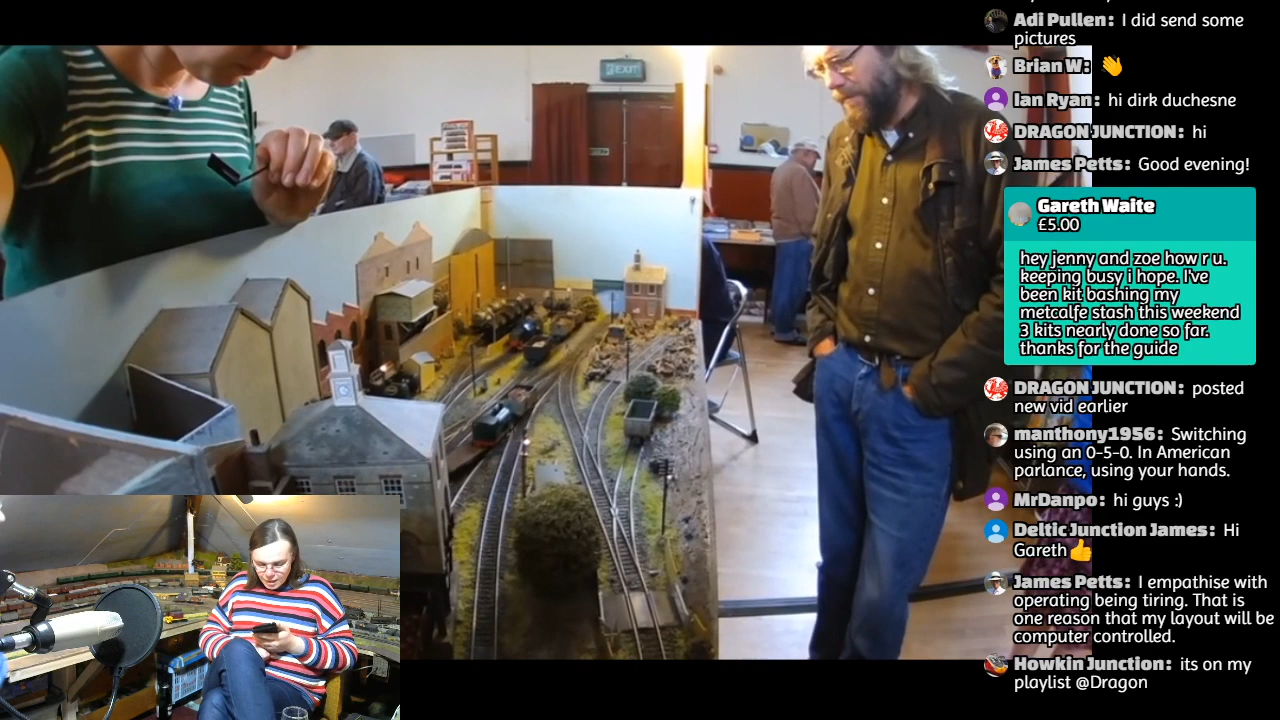 EXIT
Adi Pullen: I did send some
pictures
Brian W: 👋
Ian Ryan: hi dirk duchesne
DRAGON JUNCTION: hi
James Petts: Good evening!
Gareth Waite
£5.00
hey jenny and zoe how r u.
keeping busy i hope. I've
been kit bashing my
metcalfe stash this weekend
3 kits nearly done so far.
thanks for the guide
DRAGON JUNCTION: posted
new vid earlier
manthony1956: Switching
using an 0-5-0. In American
parlance, using your hands.
MrDanpo: hi guys :)
Deltic Junction James: Hi
Gareth👍
James Petts: I empathise with
operating being tiring. That is
one reason that my layout will be
computer controlled.
Howkin Junction: its on my
playlist @Dragon